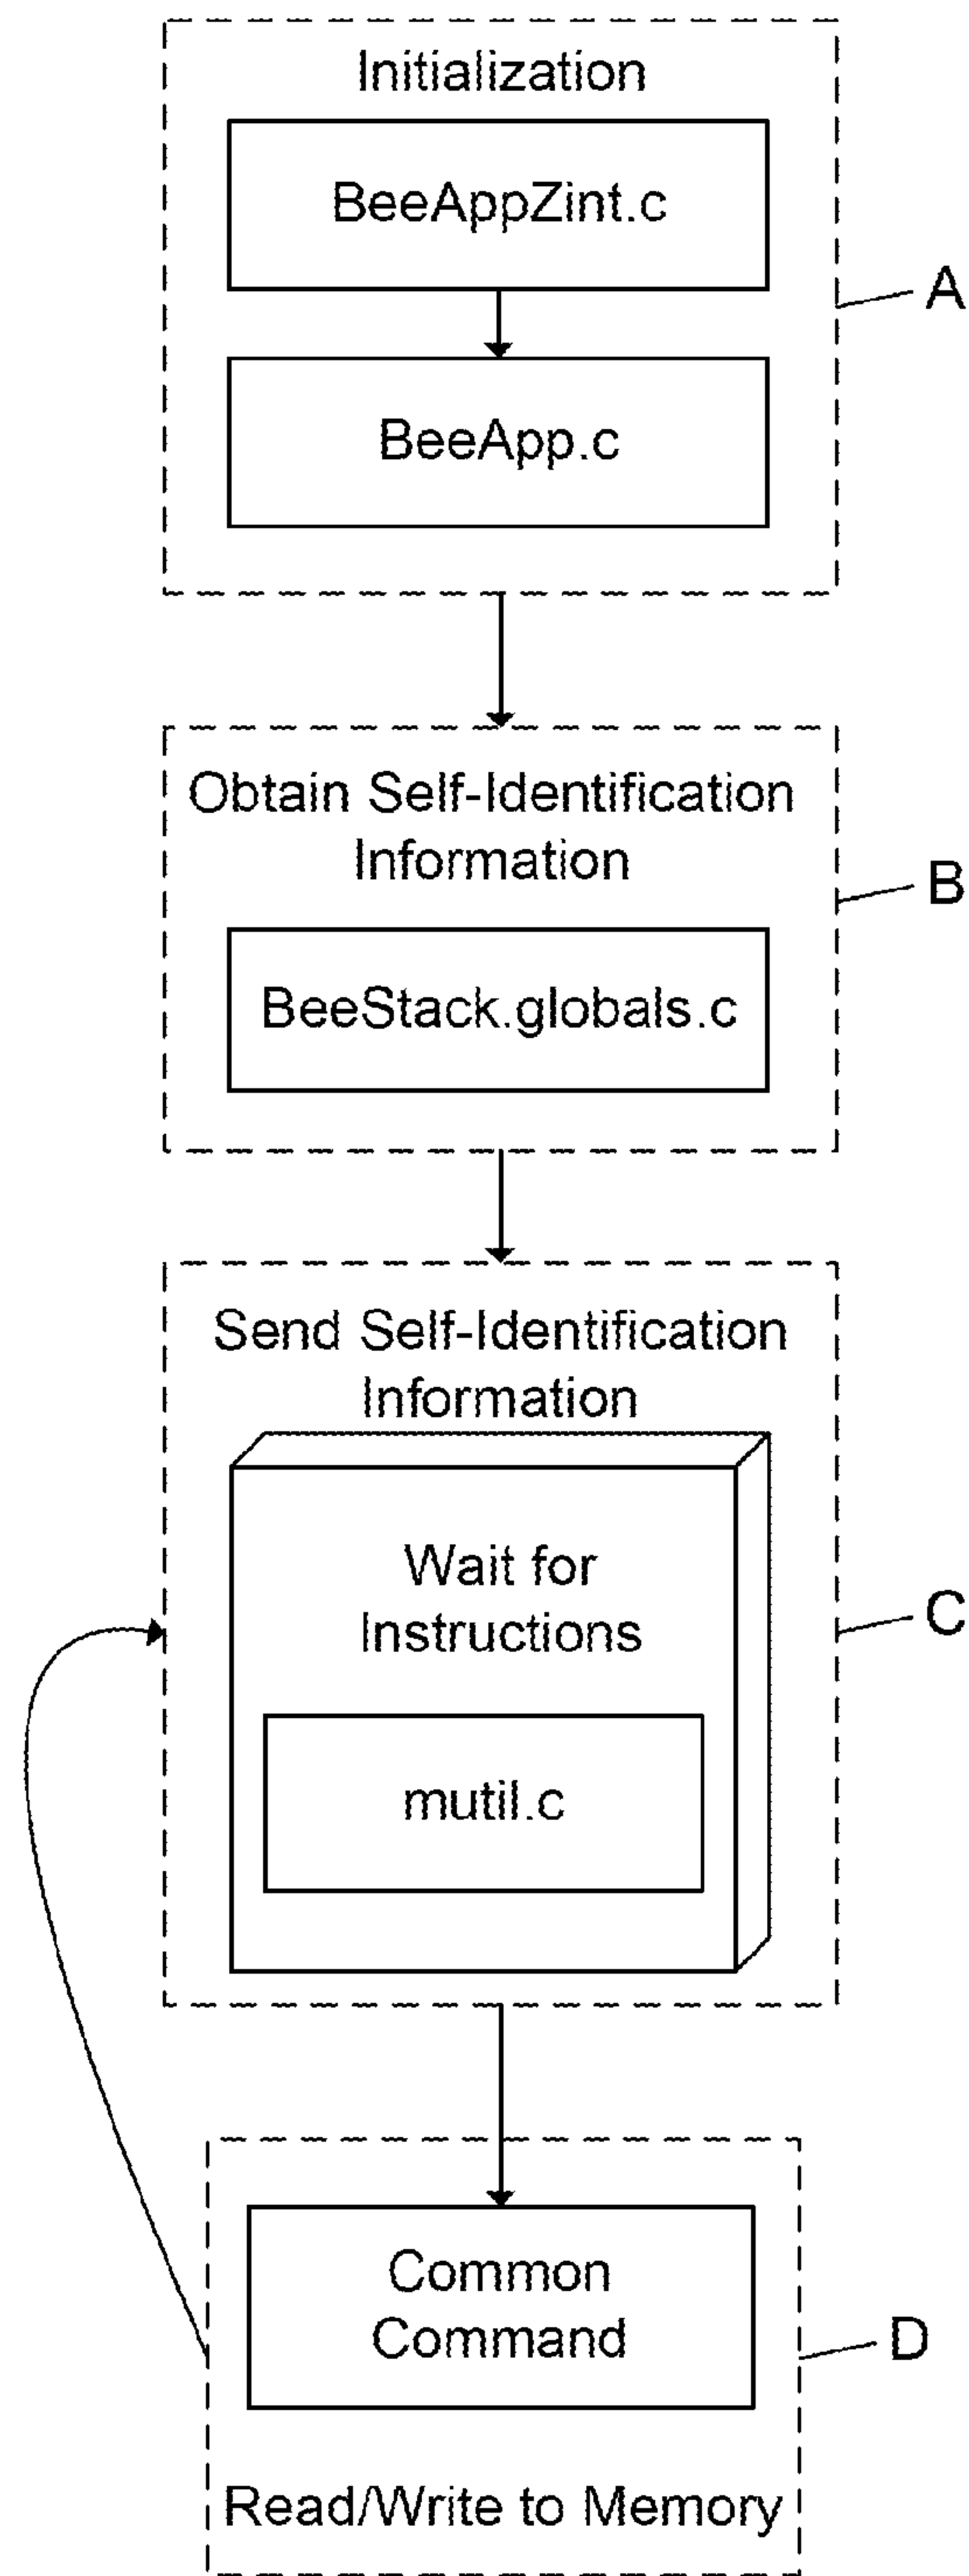 Initialization
BeeAppZint.c
A
BeeApp.c
Obtain Self-Identification
Information
B
BeeStack.globals.c
Send Self-Identification
Information
Wait for
Instructions
C
mutil.c
Common
Command
D
Read/Write to Memory